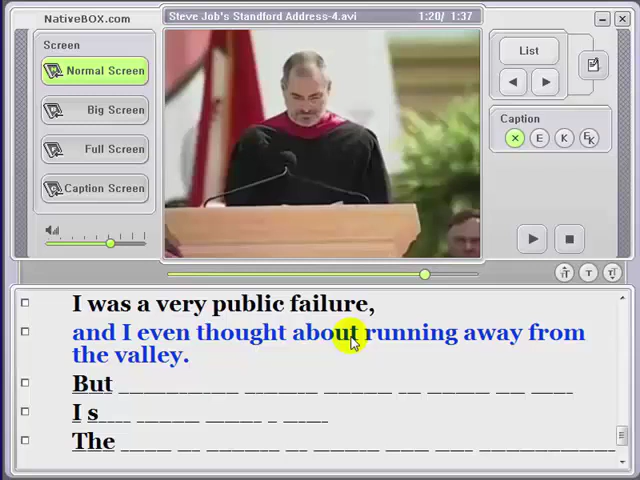 NativeBOX.com
Steve Job's Standford Address-4.avi 1:20/ 1:37
Screen
Normal Screen
Big Screen
Full Screen
Caption Screen
List
Caption
X E K EK
T T T
I was a very public failure,
and I even thought about running away from
the valley.
But
I s
The